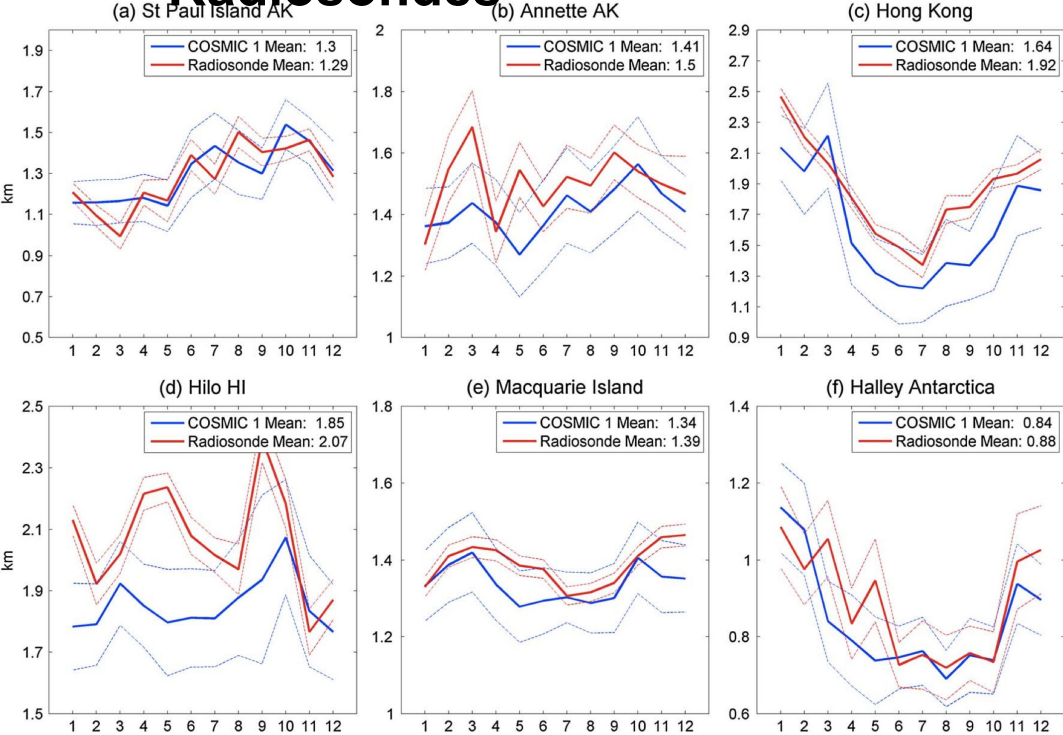 Radiosondes
(a) St Paul Island AK
COSMIC 1 Mean: 1.3
Radiosonde Mean: 1.29
km
1.9
1.7
1.5
1.3
1.1
0.9
0.7
0.5
1 2 3 4 5 6 7 8 9 10 11 12
(b) Annette AK
COSMIC 1 Mean: 1.41
Radiosonde Mean: 1.5
2
1.8
1.6
1.4
1.2
1
1 2 3 4 5 6 7 8 9 10 11 12
(c) Hong Kong
COSMIC 1 Mean: 1.64
Radiosonde Mean: 1.92
2.9
2.7
2.5
2.3
2.1
1.9
1.7
1.5
1.3
1.1
0.9
1 2 3 4 5 6 7 8 9 10 11 12
(d) Hilo HI
COSMIC 1 Mean: 1.85
Radiosonde Mean: 2.07
km
2.5
2.3
2.1
1.9
1.7
1.5
1 2 3 4 5 6 7 8 9 10 11 12
(e) Macquarie Island
COSMIC 1 Mean: 1.34
Radiosonde Mean: 1.39
1.8
1.6
1.4
1.2
1
1 2 3 4 5 6 7 8 9 10 11 12
(f) Halley Antarctica
COSMIC 1 Mean: 0.84
Radiosonde Mean: 0.88
1.4
1.2
1
0.8
0.6
1 2 3 4 5 6 7 8 9 10 11 12